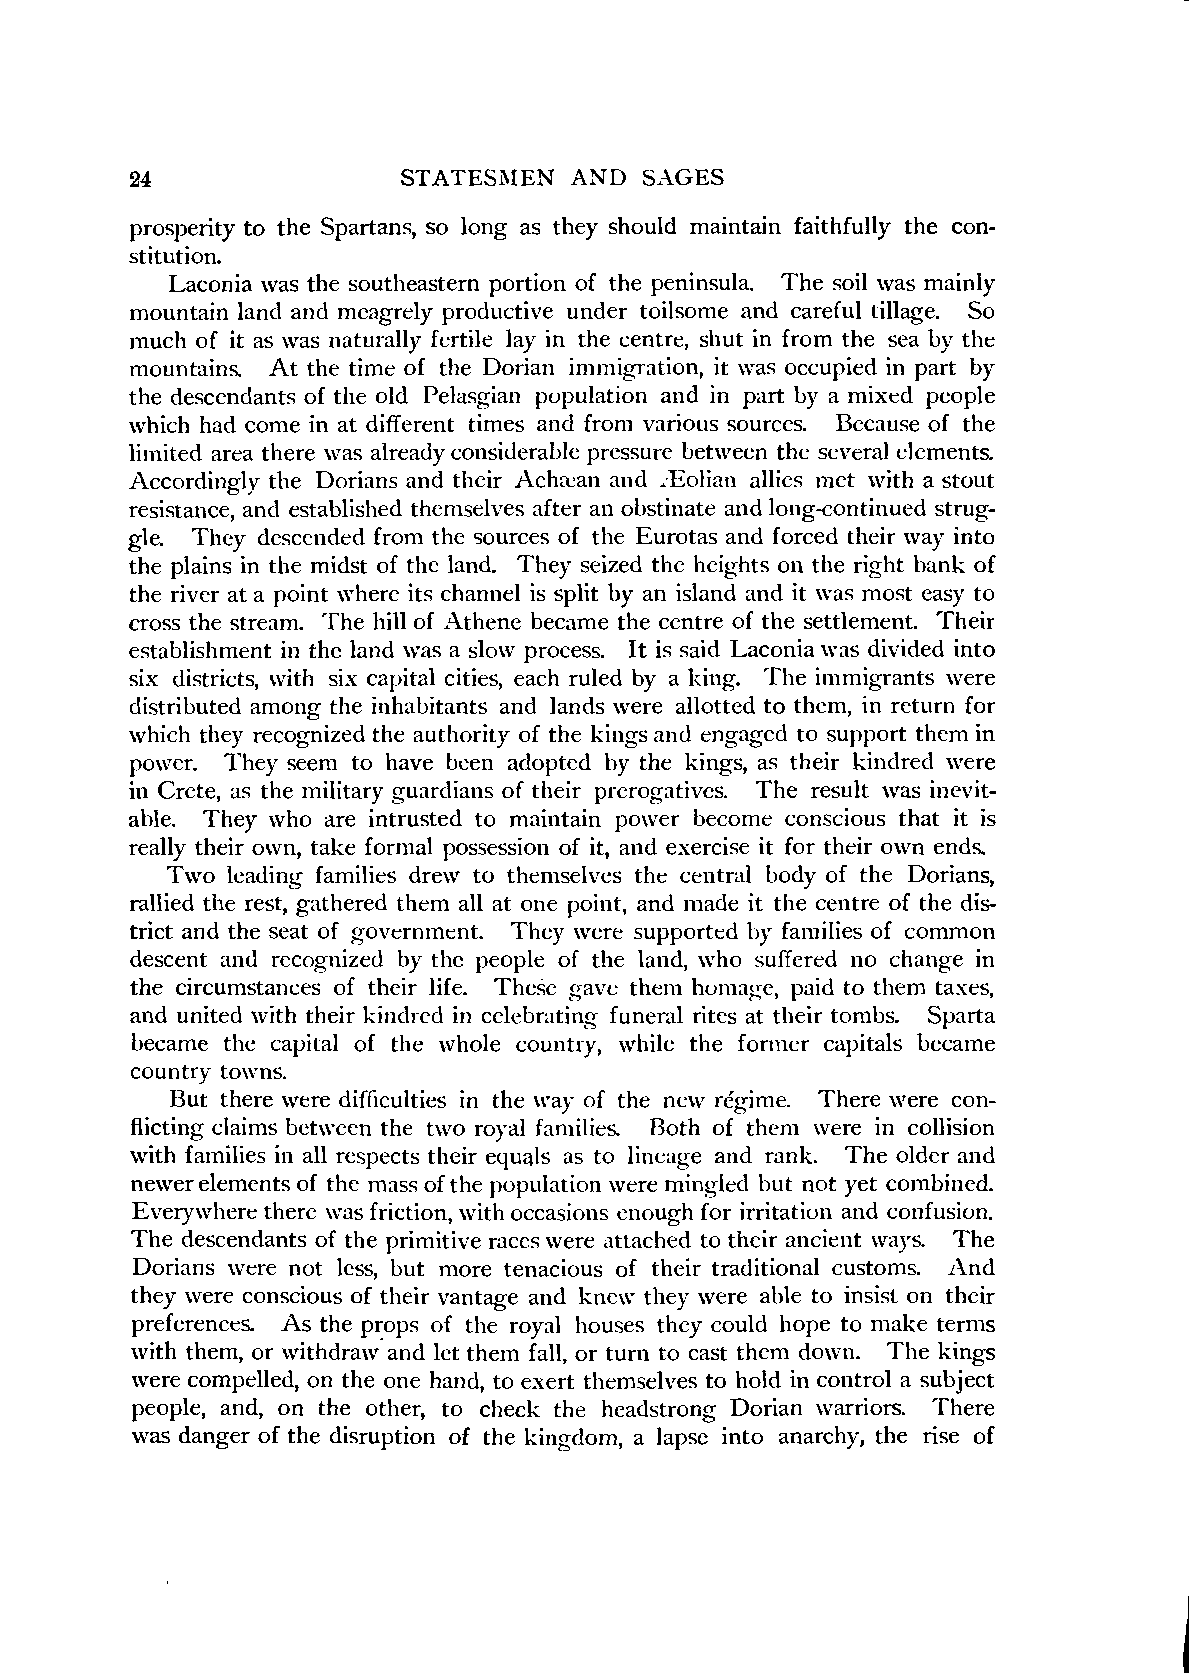 24 STATESMEN AND SAGES
prosperity to the Spartans, so long as they should maintain faithfully the con-
stitution.
Laconia was the southeastern portion of the peninsula. The soil was mainly
mountain land and meagrely productive under toilsome and careful tillage. So
much of it as was naturally fertile lay in the centre, shut in from the sea by the
mountains. At the time of the Dorian immigration, it was occupied in part by
the descendants of the old Pelasgian population and in part by a mixed people
which had come in at different times and from various sources. Because of the
limited area there was already considerable pressure between the several elements.
Accordingly the Dorians and their Achæan and Æolian allies met with a stout
resistance, and established themselves after an obstinate and long-continued strug-
gle. They descended from the sources of the Eurotas and forced their way into
the plains in the midst of the land. They seized the heights on the right bank of
the river at a point where its channel is split by an island and it was most easy to
cross the stream. The hill of Athene became the centre of the settlement. Their
establishment in the land was a slow process. It is said Laconia was divided into
six districts, with six capital cities, each ruled by a king. The immigrants were
distributed among the inhabitants and lands were allotted to them, in return for
which they recognized the authority of the kings and engaged to support them in
power. They seem to have been adopted by the kings, as their kindred were
in Crete, as the military guardians of their prerogatives. The result was inevit-
able. They who are intrusted to maintain power become conscious that it is
really their own, take formal possession of it, and exercise it for their own ends.
Two leading families drew to themselves the central body of the Dorians,
rallied the rest, gathered them all at one point, and made it the centre of the dis-
trict and the seat of government. They were supported by families of common
descent and recognized by the people of the land, who suffered no change in
the circumstances of their life. These gave them homage, paid to them taxes,
and united with their kindred in celebrating funeral rites at their tombs. Sparta
became the capital of the whole country, while the former capitals became
country towns.
But there were difficulties in the way of the new régime. There were con-
flicting claims between the two royal families. Both of them were in collision
with families in all respects their equals as to lineage and rank. The older and
newer elements of the mass of the population were mingled but not yet combined.
Everywhere there was friction, with occasions enough for irritation and confusion.
The descendants of the primitive races were attached to their ancient ways. The
Dorians were not less, but more tenacious of their traditional customs. And
they were conscious of their vantage and knew they were able to insist on their
preferences. As the props of the royal houses they could hope to make terms
with them, or withdraw and let them fall, or turn to cast them down. The kings
were compelled, on the one hand, to exert themselves to hold in control a subject
people, and, on the other, to check the headstrong Dorian warriors. There
was danger of the disruption of the kingdom, a lapse into anarchy, the rise of